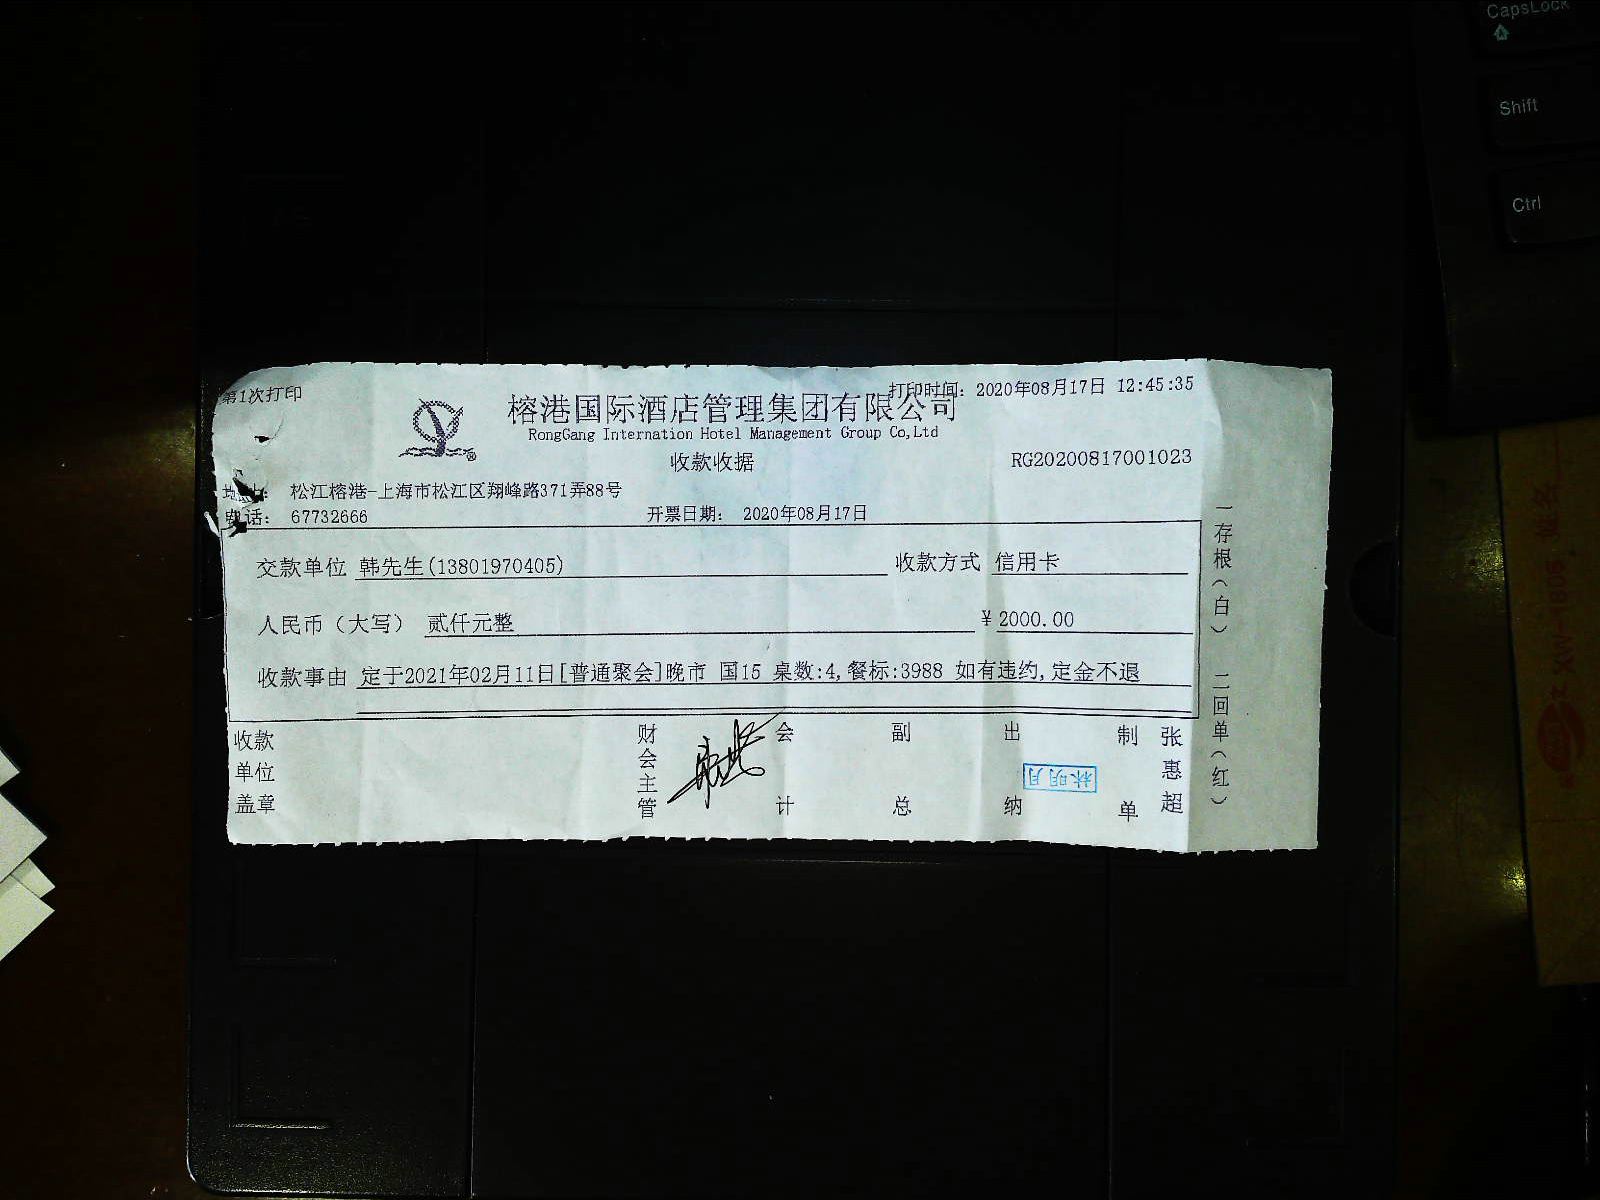 第1次打印
打印时间: 2020年08月17日 12:45:35
榕港国际酒店管理集团有限公司
RongGang Internation Hotel Management Group Co,Ltd
收款收据
RG20200817001023
地址: 松江榕港-上海市松江区翔峰路371弄88号
电话: 67732666
开票日期: 2020年08月17日
交款单位 韩先生(13801970405) 收款方式 信用卡
人民币（大写） 贰仟元整 ¥2000.00
收款事由 定于2021年02月11日[普通聚会]晚市 国15 桌数:4,餐标:3988 如有违约,定金不退
收款单位盖章
财会主管
会计
副总
出纳
林明月
制单
张惠超
一存根（白） 二回单（红）
CapsLock
Shift
Ctrl